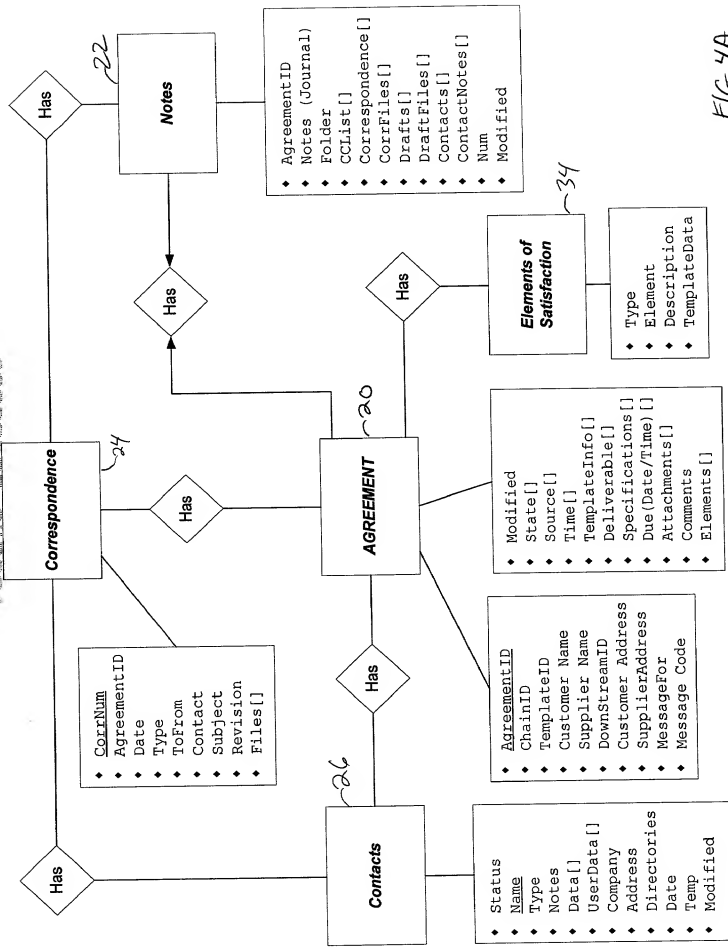 Has
Has
Correspondence
24
Notes
22
◆ CorrNum
◆ AgreementID
◆ Date
◆ Type
◆ ToFrom
◆ Contact
◆ Subject
◆ Revision
◆ Files[]
Has
Has
◆ AgreementID
◆ Notes (Journal)
◆ Folder
◆ CCList[]
◆ Correspondence[]
◆ CorrFiles[]
◆ Drafts[]
◆ DraftFiles[]
◆ Contacts[]
◆ ContactNotes[]
◆ Num
◆ Modified
Contacts
26
Has
AGREEMENT
20
Has
Elements of
Satisfaction
34
◆ Status
◆ Name
◆ Type
◆ Notes
◆ Data[]
◆ UserData[]
◆ Company
◆ Address
◆ Directories
◆ Date
◆ Temp
◆ Modified
◆ AgreementID
◆ ChainID
◆ TemplateID
◆ Customer Name
◆ Supplier Name
◆ DownStreamID
◆ Customer Address
◆ SupplierAddress
◆ MessageFor
◆ Message Code
◆ Modified
◆ State[]
◆ Source[]
◆ Time[]
◆ TemplateInfo[]
◆ Deliverable[]
◆ Specifications[]
◆ Due(Date/Time)[]
◆ Attachments[]
◆ Comments
◆ Elements[]
◆ Type
◆ Element
◆ Description
◆ TemplateData
FIG 4A